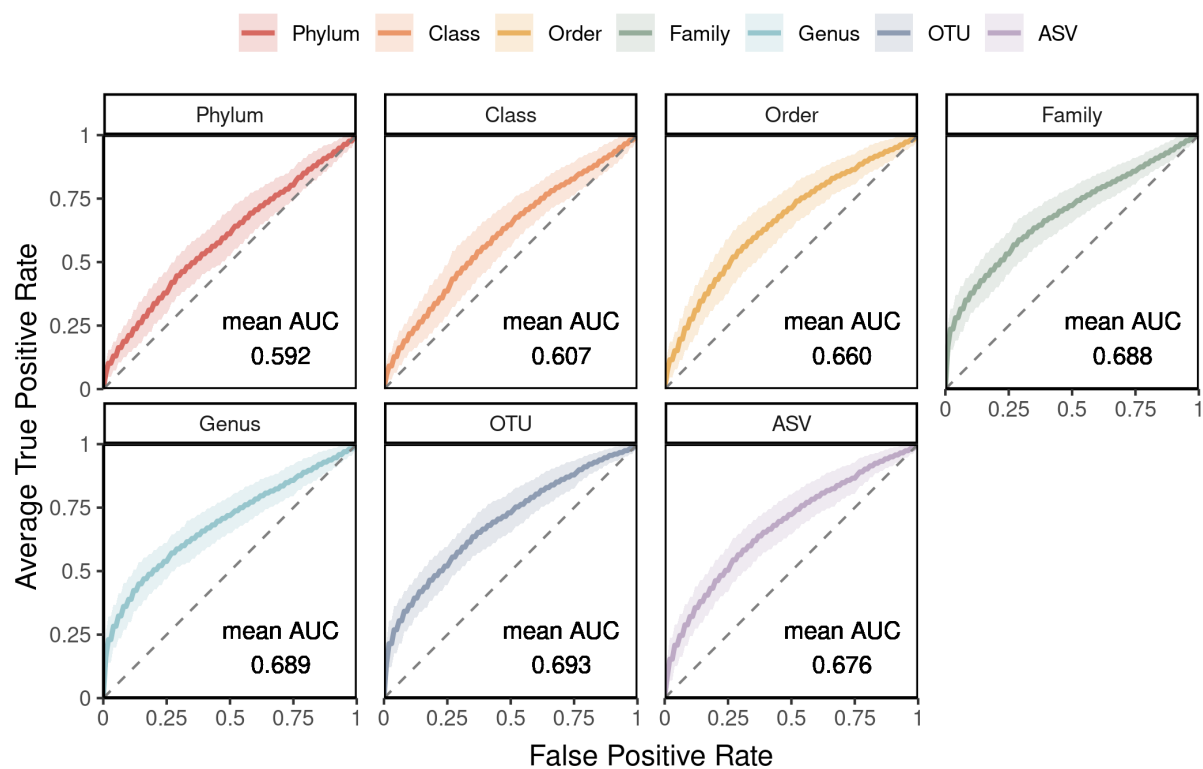 Phylum Class Order Family Genus OTU ASV
Phylum Class Order Family
1
0.75
0.5
0.25
0
mean AUC mean AUC mean AUC mean AUC
0.592 0.607 0.660 0.688
0 0.25 0.5 0.75 1
Genus OTU ASV
1
0.75
0.5
0.25
0
mean AUC mean AUC mean AUC
0.689 0.693 0.676
0 0.25 0.5 0.75 1 0 0.25 0.5 0.75 1 0 0.25 0.5 0.75 1
Average True Positive Rate
False Positive Rate